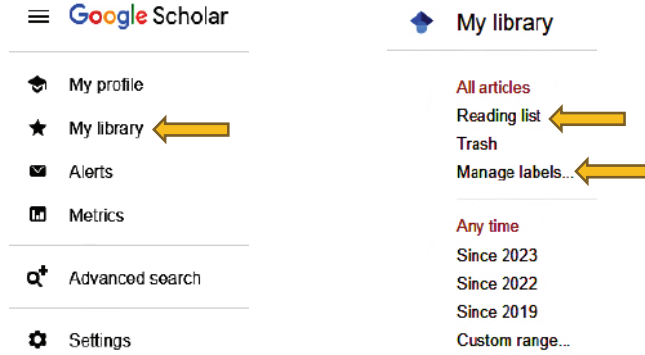 Google Scholar
My profile
My library
Alerts
Metrics
Advanced search
Settings
My library
All articles
Reading list
Trash
Manage labels...
Any time
Since 2023
Since 2022
Since 2019
Custom range...